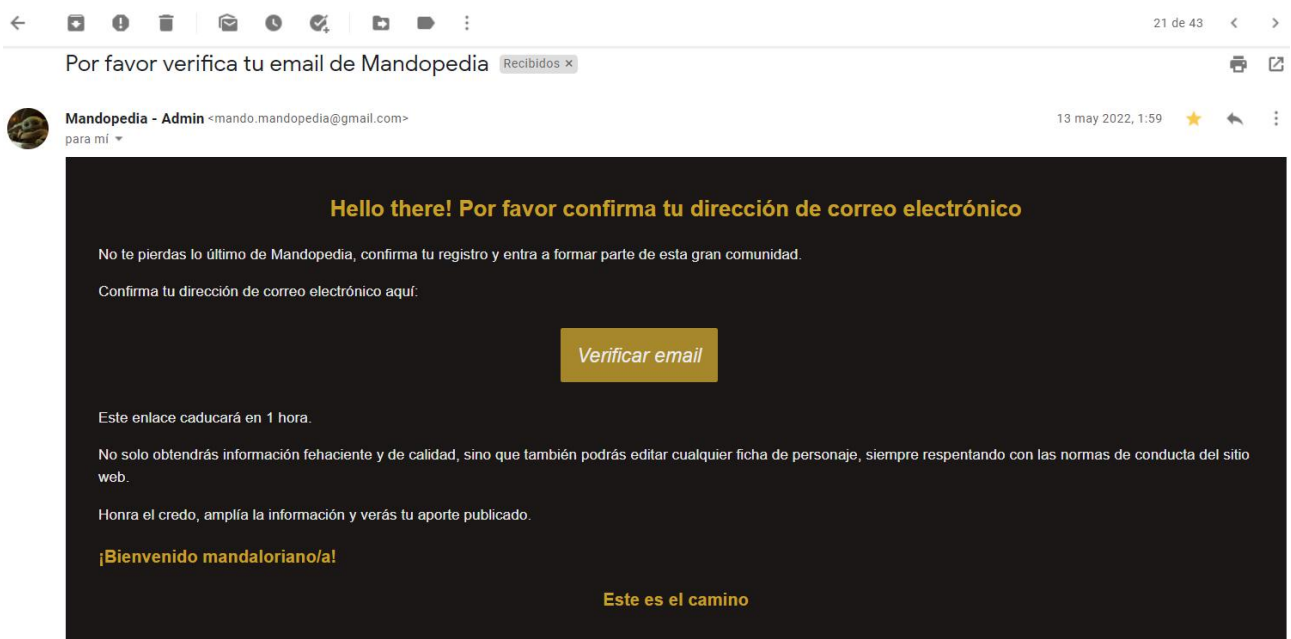 21 de 43
Por favor verifica tu email de Mandopedia Recibidos ×
Mandopedia - Admin <mando.mandopedia@gmail.com> 13 may 2022, 1:59
para mí
Hello there! Por favor confirma tu dirección de correo electrónico
No te pierdas lo último de Mandopedia, confirma tu registro y entra a formar parte de esta gran comunidad.
Confirma tu dirección de correo electrónico aquí:
Verificar email
Este enlace caducará en 1 hora.
No solo obtendrás información fehaciente y de calidad, sino que también podrás editar cualquier ficha de personaje, siempre respentando con las normas de conducta del sitio
web.
Honra el credo, amplía la información y verás tu aporte publicado.
¡Bienvenido mandaloriano/a!
Este es el camino